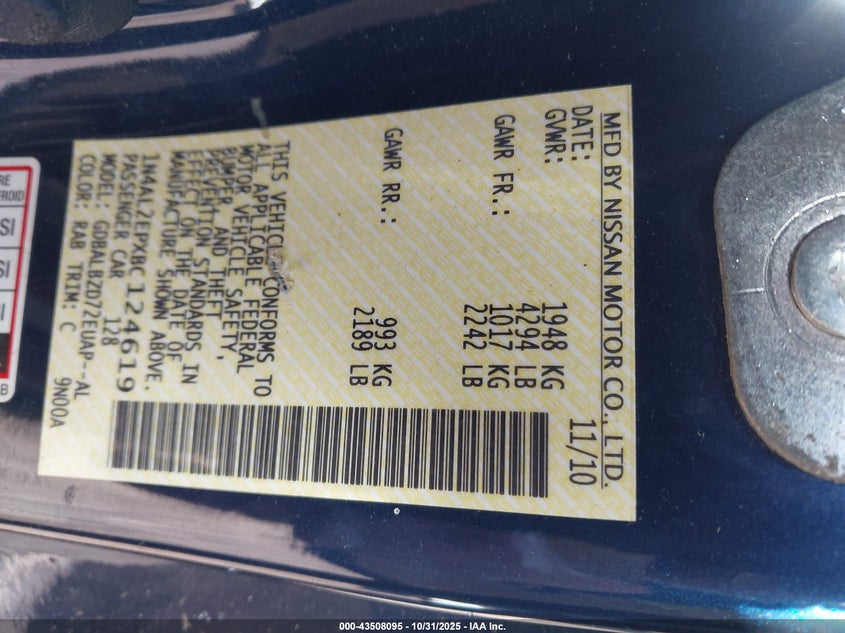 MFD BY NISSAN MOTOR CO., LTD.
DATE: 11/10
GVWR: 1948 KG
4294 LB
GAWR FR.: 1017 KG
2242 LB
GAWR RR.: 993 KG
2189 LB
THIS VEHICLE CONFORMS TO
ALL APPLICABLE FEDERAL
MOTOR VEHICLE SAFETY,
BUMPER, AND THEFT
PREVENTION STANDARDS IN
EFFECT ON THE DATE OF
MANUFACTURE SHOWN ABOVE.
1N4AL2EPXBC124619
PASSENGER CAR 128
MODEL: GDBALBZD72EUAP--AL
COLOR: RAB TRIM: C 9N00A
000-43508095 - 10/31/2025 - IAA Inc.